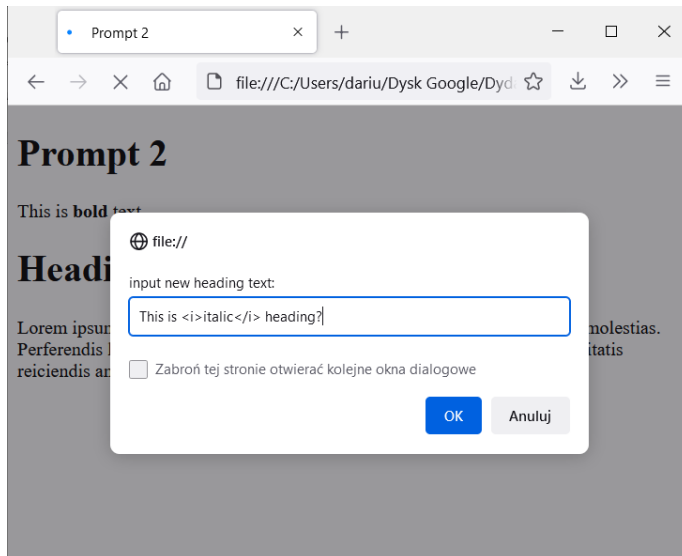 Prompt 2
file:///C:/Users/dariu/Dysk Google/Dyd
Prompt 2
This is bold text
Headi
file://
input new heading text:
This is <i>italic</i> heading?
Lorem ipsu molestias.
Perferendis itatis
reiciendis a
Zabroń tej stronie otwierać kolejne okna dialogowe
OK Anuluj